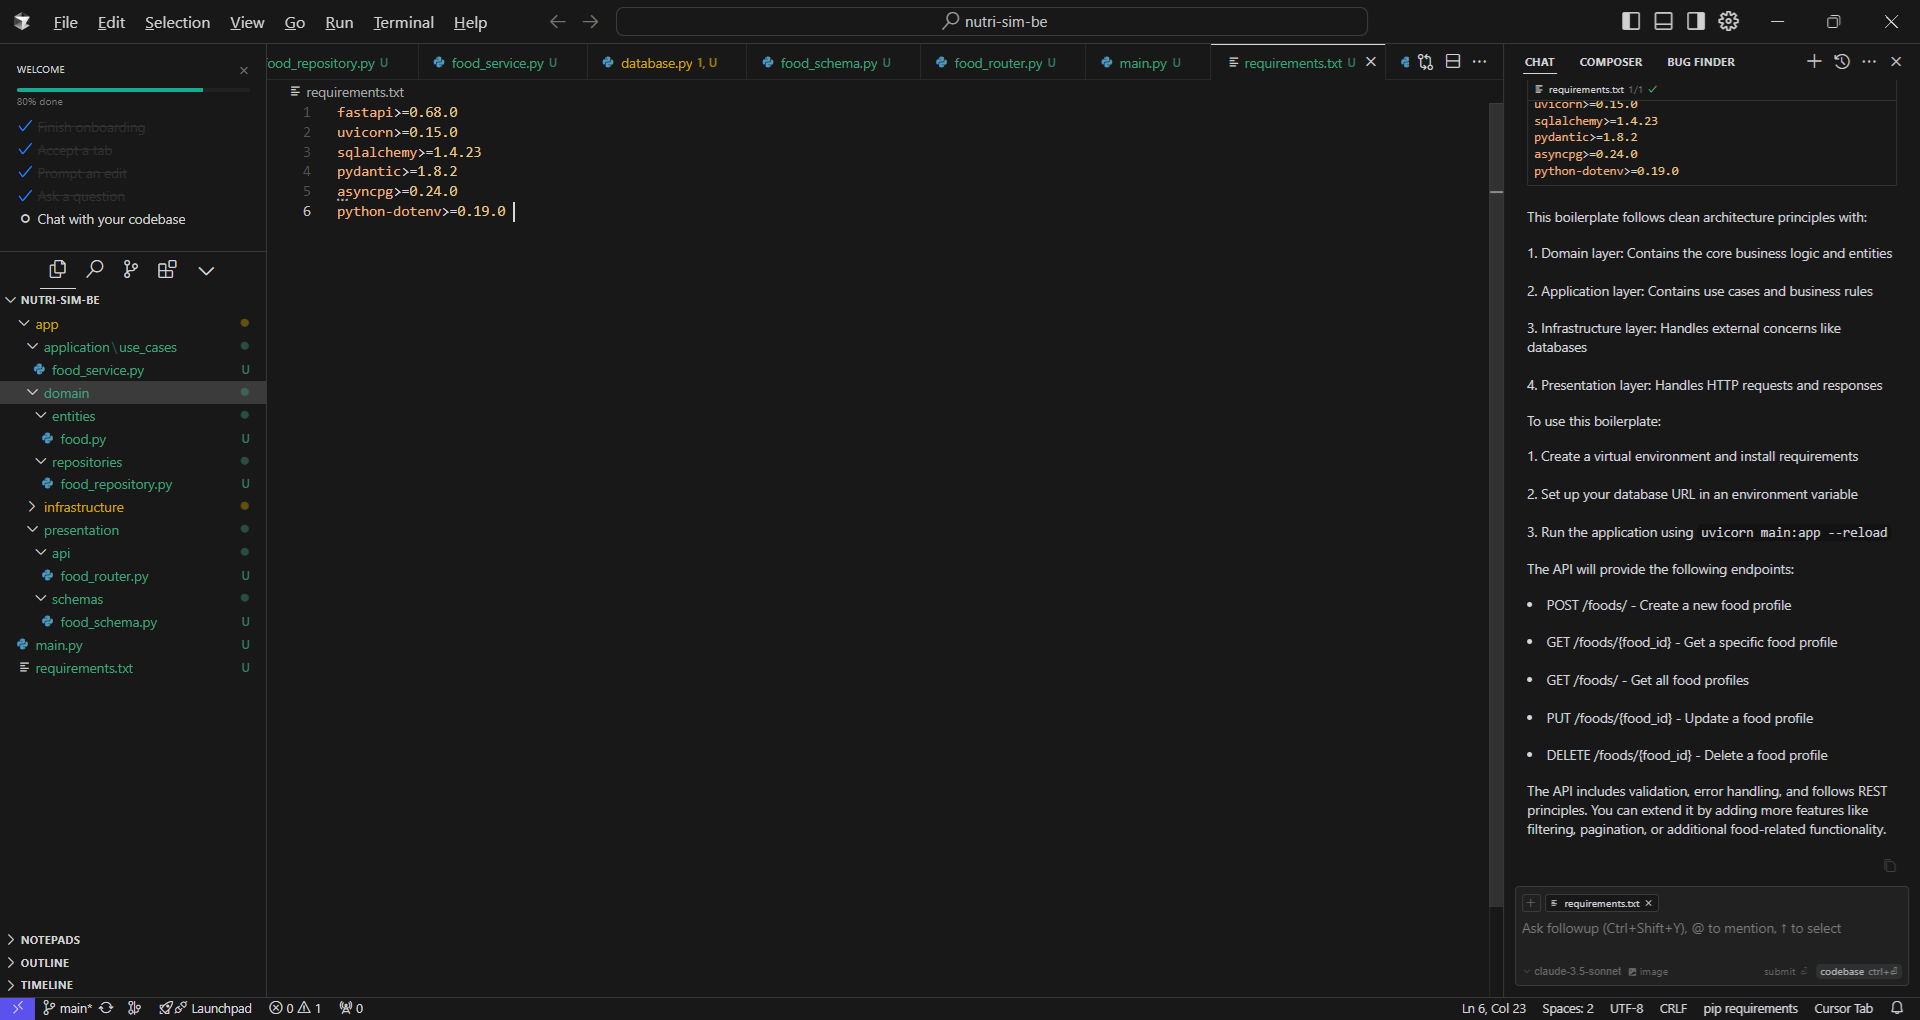 File Edit Selection View Go Run Terminal Help
nutri-sim-be
WELCOME
80% done
Finish onboarding
Accept a tab
Prompt an edit
Ask a question
Chat with your codebase
NUTRI-SIM-BE
app
application\use_cases
food_service.py U
domain
entities
food.py U
repositories
food_repository.py U
infrastructure
presentation
api
food_router.py U
schemas
food_schema.py U
main.py U
requirements.txt U
NOTEPADS
OUTLINE
TIMELINE
ood_repository.py U food_service.py U database.py 1, U food_schema.py U food_router.py U main.py U requirements.txt U
requirements.txt
1 fastapi>=0.68.0
2 uvicorn>=0.15.0
3 sqlalchemy>=1.4.23
4 pydantic>=1.8.2
5 asyncpg>=0.24.0
6 python-dotenv>=0.19.0
CHAT COMPOSER BUG FINDER
requirements.txt 1/1
uvicorn>=0.15.0
sqlalchemy>=1.4.23
pydantic>=1.8.2
asyncpg>=0.24.0
python-dotenv>=0.19.0
This boilerplate follows clean architecture principles with:
1. Domain layer: Contains the core business logic and entities
2. Application layer: Contains use cases and business rules
3. Infrastructure layer: Handles external concerns like
databases
4. Presentation layer: Handles HTTP requests and responses
To use this boilerplate:
1. Create a virtual environment and install requirements
2. Set up your database URL in an environment variable
3. Run the application using uvicorn main:app --reload
The API will provide the following endpoints:
• POST /foods/ - Create a new food profile
• GET /foods/{food_id} - Get a specific food profile
• GET /foods/ - Get all food profiles
• PUT /foods/{food_id} - Update a food profile
• DELETE /foods/{food_id} - Delete a food profile
The API includes validation, error handling, and follows REST
principles. You can extend it by adding more features like
filtering, pagination, or additional food-related functionality.
requirements.txt
Ask followup (Ctrl+Shift+Y), @ to mention, ↑ to select
claude-3.5-sonnet image submit codebase ctrl+⏎
main* Launchpad 0 1 0
Ln 6, Col 23 Spaces: 2 UTF-8 CRLF pip requirements Cursor Tab